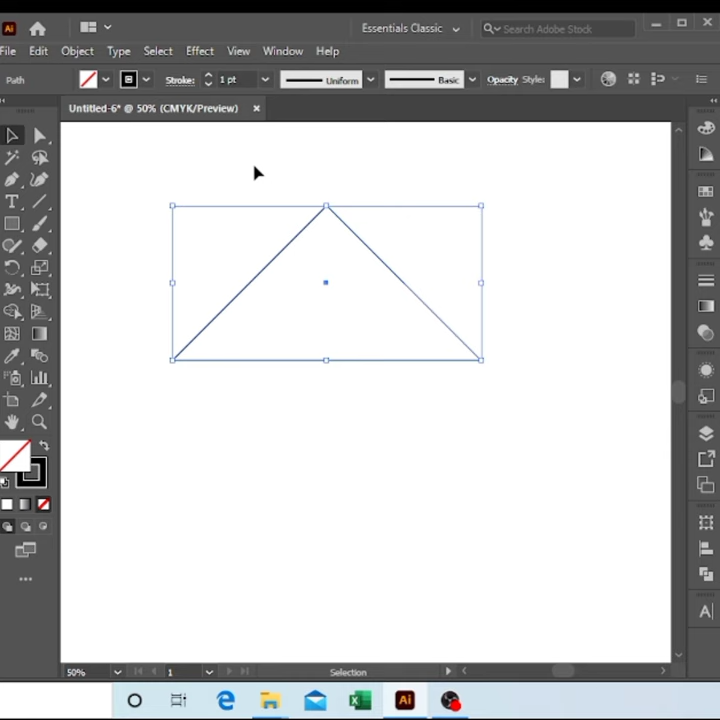 Ai
Essentials Classic
Search Adobe Stock
File Edit Object Type Select Effect View Window Help
Path Stroke: 1 pt Uniform Basic Opacity Style:
Untitled-6* @ 50% (CMYK/Preview)
T
A
50% 1 Selection
Ai